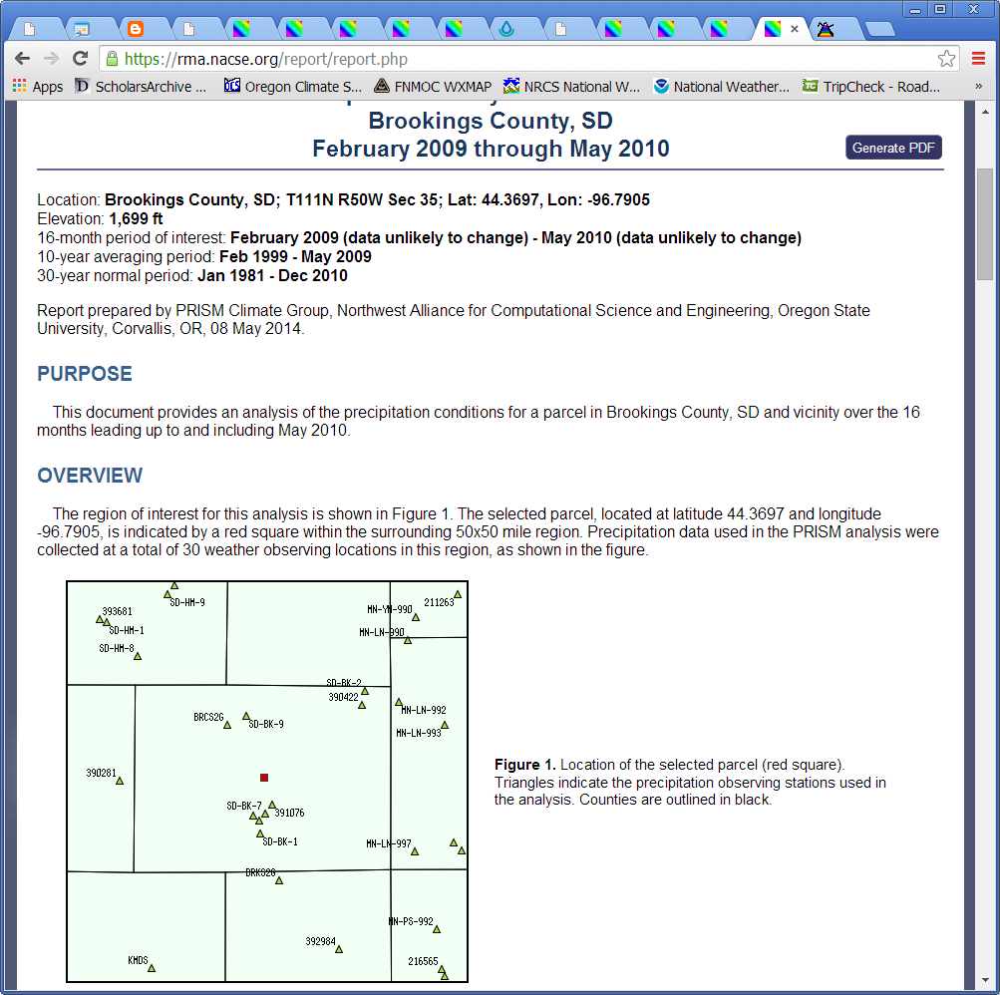 https://rma.nacse.org/report/report.php
Apps ScholarsArchive ... Oregon Climate S... FNMOC WXMAP NRCS National W... National Weather... TripCheck - Road... »
Brookings County, SD
February 2009 through May 2010
Generate PDF
Location: Brookings County, SD; T111N R50W Sec 35; Lat: 44.3697, Lon: -96.7905
Elevation: 1,699 ft
16-month period of interest: February 2009 (data unlikely to change) - May 2010 (data unlikely to change)
10-year averaging period: Feb 1999 - May 2009
30-year normal period: Jan 1981 - Dec 2010
Report prepared by PRISM Climate Group, Northwest Alliance for Computational Science and Engineering, Oregon State
University, Corvallis, OR, 08 May 2014.
PURPOSE
This document provides an analysis of the precipitation conditions for a parcel in Brookings County, SD and vicinity over the 16
months leading up to and including May 2010.
OVERVIEW
The region of interest for this analysis is shown in Figure 1. The selected parcel, located at latitude 44.3697 and longitude
-96.7905, is indicated by a red square within the surrounding 50x50 mile region. Precipitation data used in the PRISM analysis were
collected at a total of 30 weather observing locations in this region, as shown in the figure.
SD-HM-9
211263
393681
MN-YM-990
SD-HM-1
MN-LN-990
SD-HM-8
SD-BK-2
390422
MN-LN-992
BRCS2G
SD-BK-9
MN-LN-993
390281
SD-BK-7
391076
SD-BK-1
MN-LN-997
MN-PS-992
392984
216565
KMDS
Figure 1. Location of the selected parcel (red square).
Triangles indicate the precipitation observing stations used in
the analysis. Counties are outlined in black.